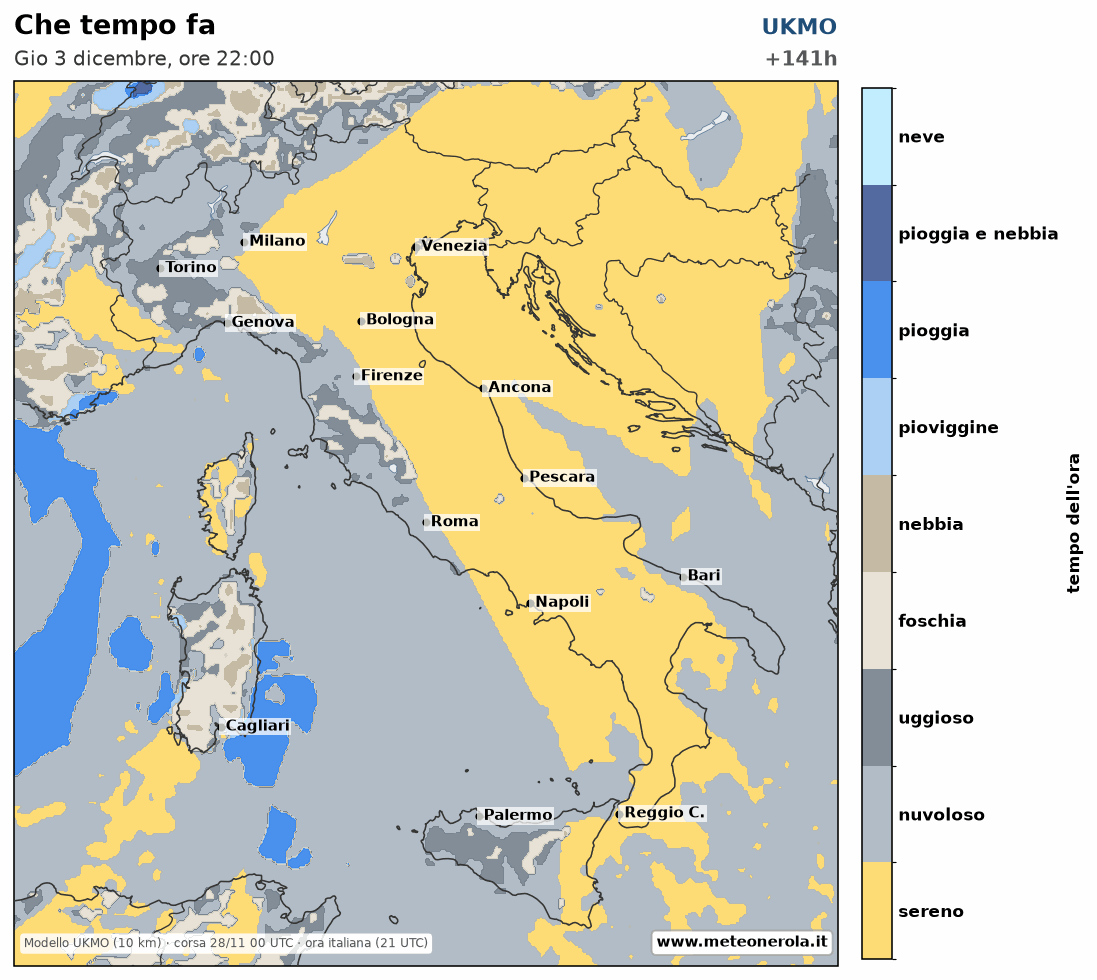 Che tempo fa
UKMO
Gio 3 dicembre, ore 22:00
+141h
neve
pioggia e nebbia
pioggia
pioviggine
nebbia
foschia
uggioso
nuvoloso
sereno
tempo dell'ora
Milano
Venezia
Torino
Genova
Bologna
Firenze
Ancona
Pescara
Roma
Bari
Napoli
Cagliari
Palermo
Reggio C.
Modello UKMO (10 km) · corsa 28/11 00 UTC · ora italiana (21 UTC)
www.meteonerola.it